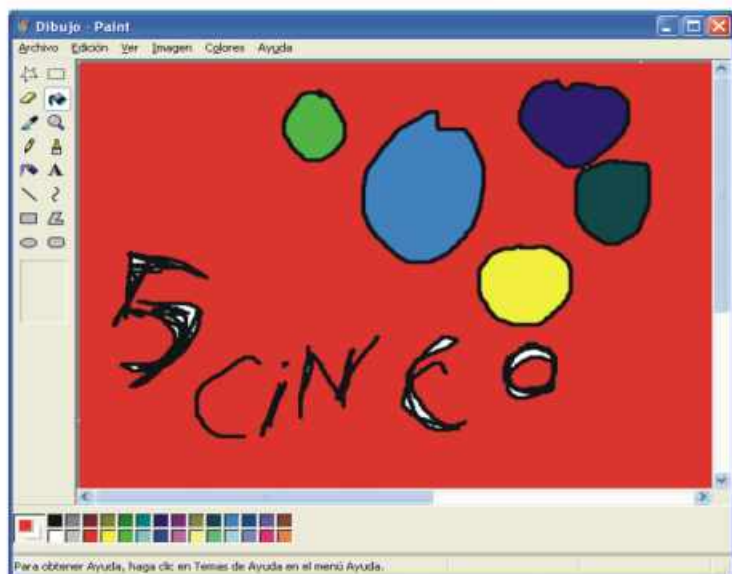 Dibujo - Paint
Archivo Edición Ver Imagen Colores Ayuda
A
5
CiNCO
Para obtener Ayuda, haga clic en Temas de Ayuda en el menú Ayuda.